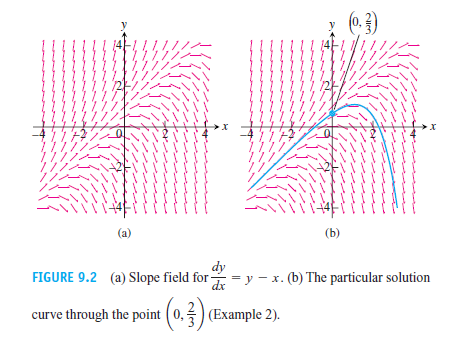 (0, 2/3)
y y
4 4
2 2
-4 -2 0 2 4 x -4 -2 0 2 4 x
-2 -2
-4 -4
(a) (b)
FIGURE 9.2 (a) Slope field for dy/dx = y − x. (b) The particular solution
curve through the point (0, 2/3) (Example 2).